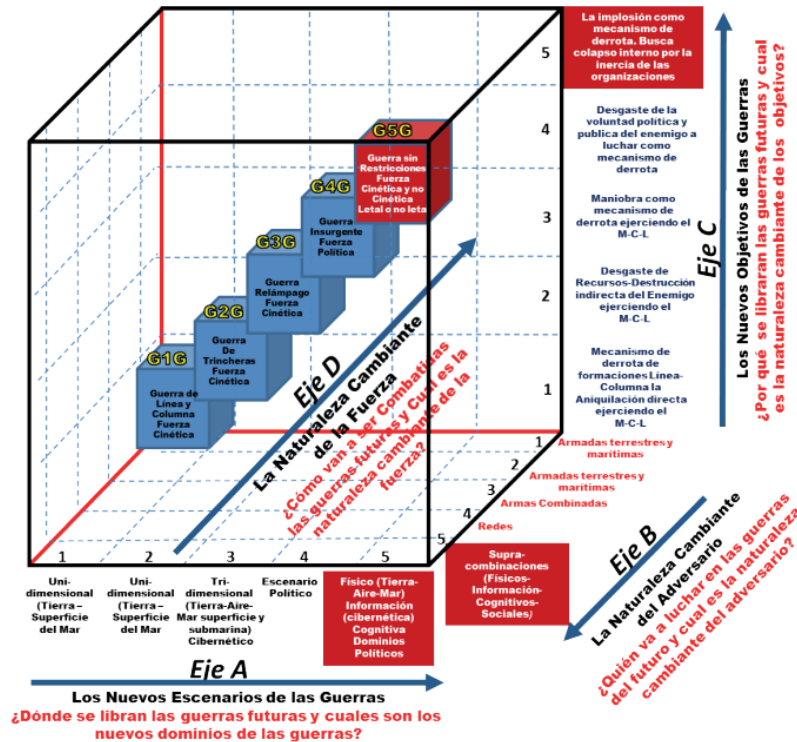 La implosión como
mecanismo de
derrota. Busca
colapso interno por la
inercia de las
organizaciones
5
Desgaste de la
voluntad política y
publica del enemigo a
luchar como
mecanismo de
derrota
4
Maniobra como
mecanismo de
derrota ejerciendo el
M-C-L
3
Desgaste de
Recursos-Destrucción
indirecta del Enemigo
ejerciendo el
M-C-L
2
Mecanismo de
derrota de
formaciones Línea-
Columna la
Aniquilación directa
ejerciendo el
M-C-L
1
Eje C
Los Nuevos Objetivos de las Guerras
¿Por qué se libraran las guerras futuras y cual
es la naturaleza cambiante de los objetivos?
G5G
Guerra sin
Restricciones
Fuerza
Cinética y no
Cinética
Letal o no leta
G4G
Guerra
Insurgente
Fuerza
Política
G3G
Guerra
Relámpago
Fuerza
Cinética
G2G
Guerra
De
Trincheras
Fuerza
Cinética
G1G
Guerra de
Línea y
Columna
Fuerza
Cinética
Eje D
La Naturaleza Cambiante
de la Fuerza
¿Cómo van a ser Combatidas
las guerras futuras y Cual es la
naturaleza cambiante de la
fuerza?
1 Armadas terrestres y
marítimas
2
Armadas terrestres y
marítimas
3
Armas Combinadas
4
Redes
5
Supra-
combinaciones
(Físicos-
Información-
Cognitivos-
Sociales)
Eje B
La Naturaleza Cambiante
del Adversario
¿Quién va a luchar en las guerras
del futuro y cual es la naturaleza
cambiante del adversario?
1 2 3 4 5
Uni-
dimensional
(Tierra–
Superficie
del Mar)
Uni-
dimensional
(Tierra–
Superficie
del Mar)
Tri-
dimensional
(Tierra-Aire-
Mar superficie y
submarina)
Cibernético
Escenario
Político
Físico (Tierra-
Aire-Mar)
Información
(cibernética)
Cognitiva
Dominios
Políticos
Eje A
Los Nuevos Escenarios de las Guerras
¿Dónde se libran las guerras futuras y cuales son los
nuevos dominios de las guerras?